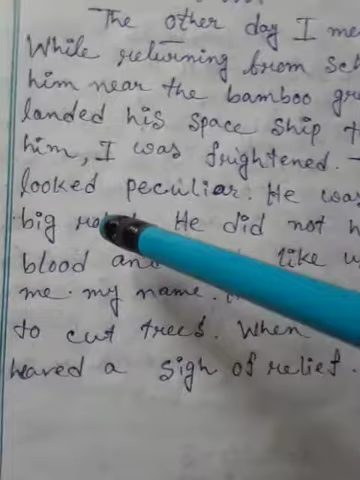 The other day I me
While returning from sch
him near the bamboo gr
landed his space ship t
him, I was frightened.
looked peculiar. He was
big He did not h
blood and like u
me. my name.
to cut trees. When
heaved a sigh of relief.